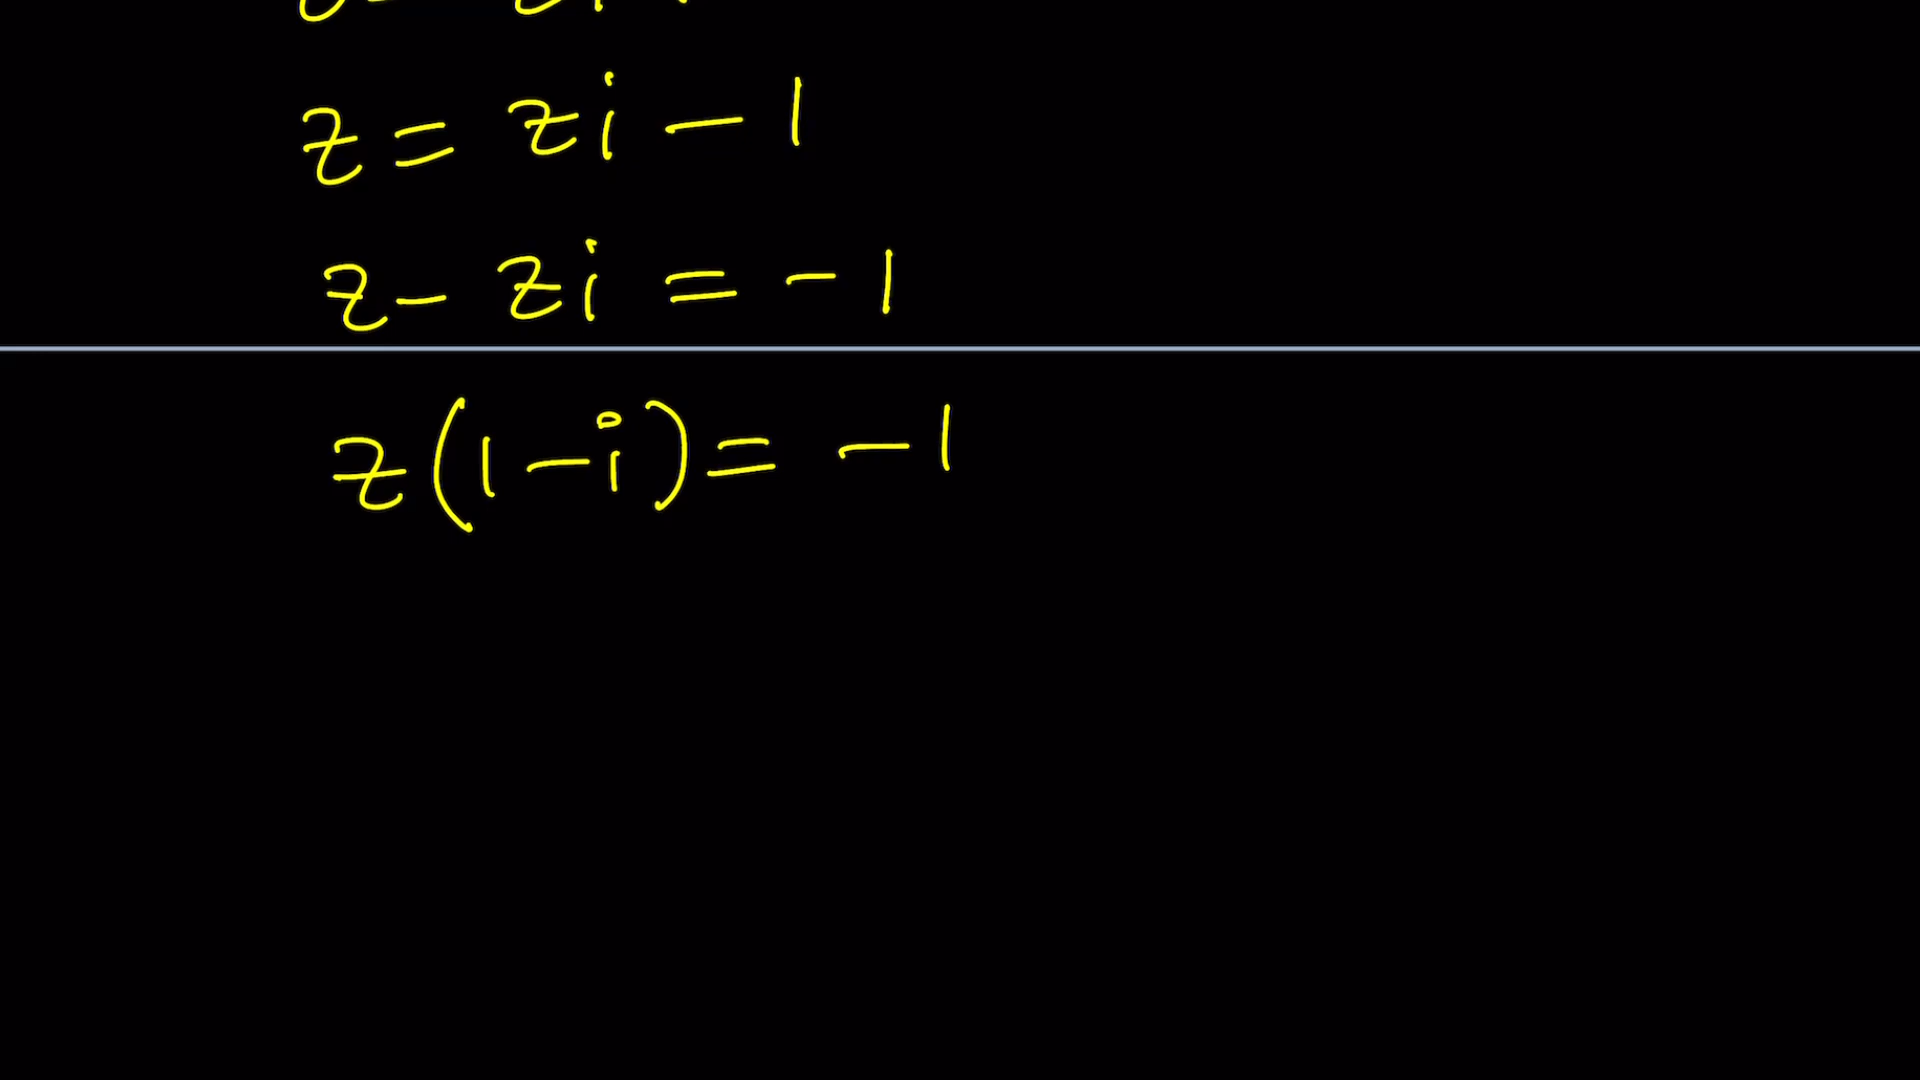 z = zi - 1
z - zi = -1
z(1-i) = -1